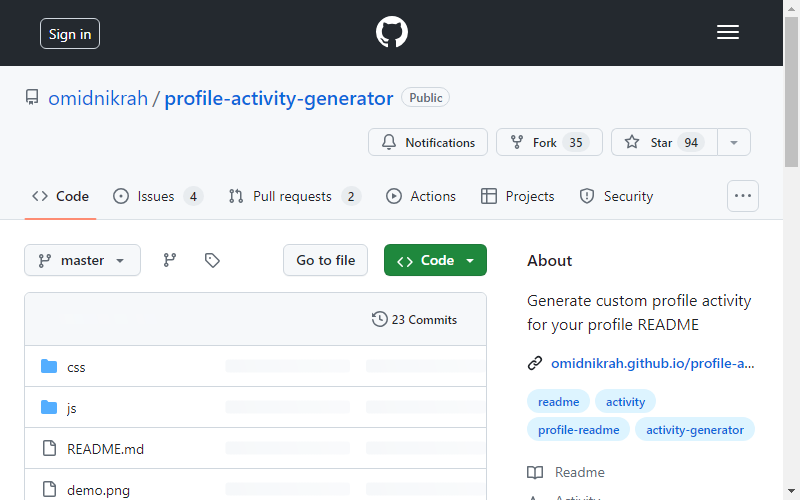 Sign in
omidnikrah / profile-activity-generator Public
Notifications Fork 35 Star 94
Code Issues 4 Pull requests 2 Actions Projects Security
master Go to file Code
23 Commits
css
js
README.md
demo.png
About
Generate custom profile activity
for your profile README
omidnikrah.github.io/profile-a...
readme activity
profile-readme activity-generator
Readme
Activity